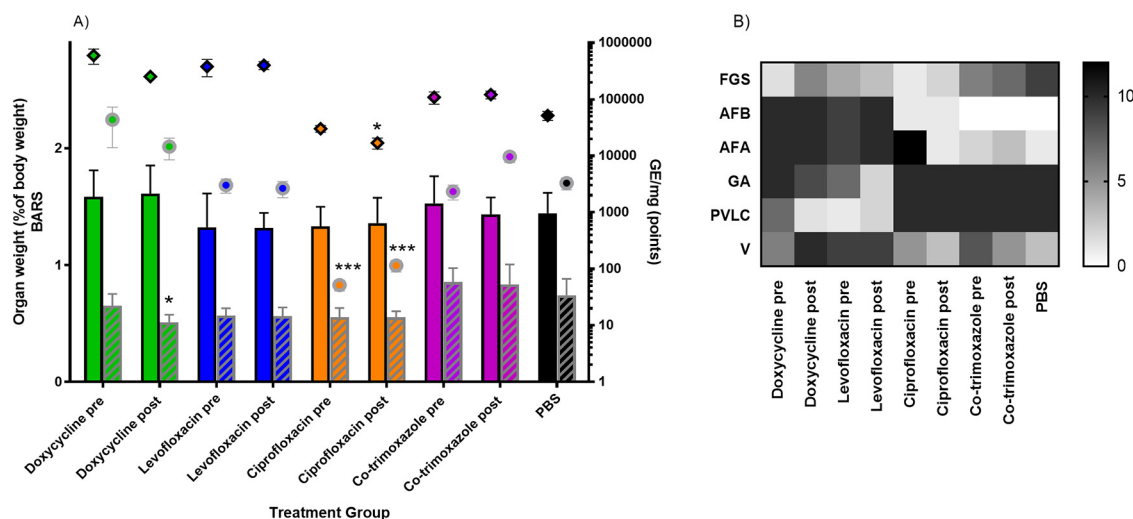 A)
Organ weight (% of body weight)
BARS
2
1
0
*
*
***
***
1000000
100000
10000
1000
100
10
1
GE/mg (points)
Doxycycline pre
Doxycycline post
Levofloxacin pre
Levofloxacin post
Ciprofloxacin pre
Ciprofloxacin post
Co-trimoxazole pre
Co-trimoxazole post
PBS
Treatment Group
B)
FGS
AFB
AFA
GA
PVLC
V
Doxycycline pre
Doxycycline post
Levofloxacin pre
Levofloxacin post
Ciprofloxacin pre
Ciprofloxacin post
Co-trimoxazole pre
Co-trimoxazole post
PBS
10
5
0